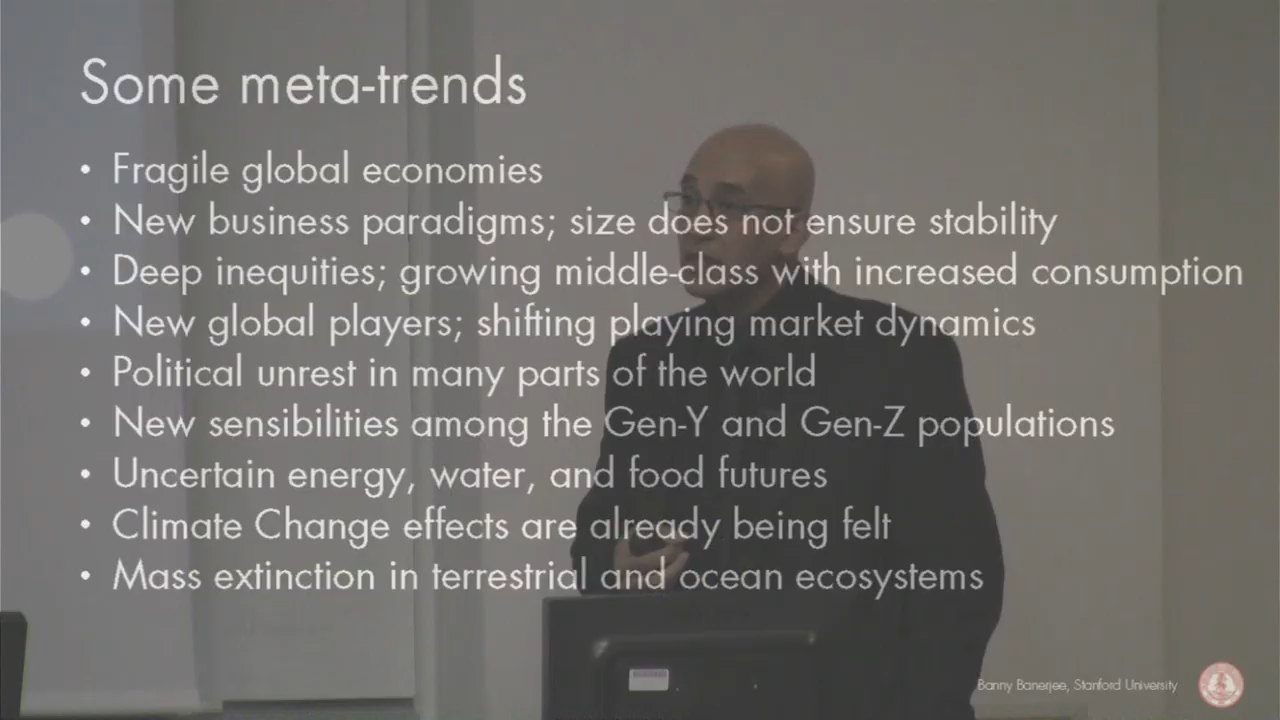 Some meta-trends
• Fragile global economies
• New business paradigms; size does not ensure stability
• Deep inequities; growing middle-class with increased consumption
• New global players; shifting playing market dynamics
• Political unrest in many parts of the world
• New sensibilities among the Gen-Y and Gen-Z populations
• Uncertain energy, water, and food futures
• Climate Change effects are already being felt
• Mass extinction in terrestrial and ocean ecosystems
Banny Banerjee, Stanford University